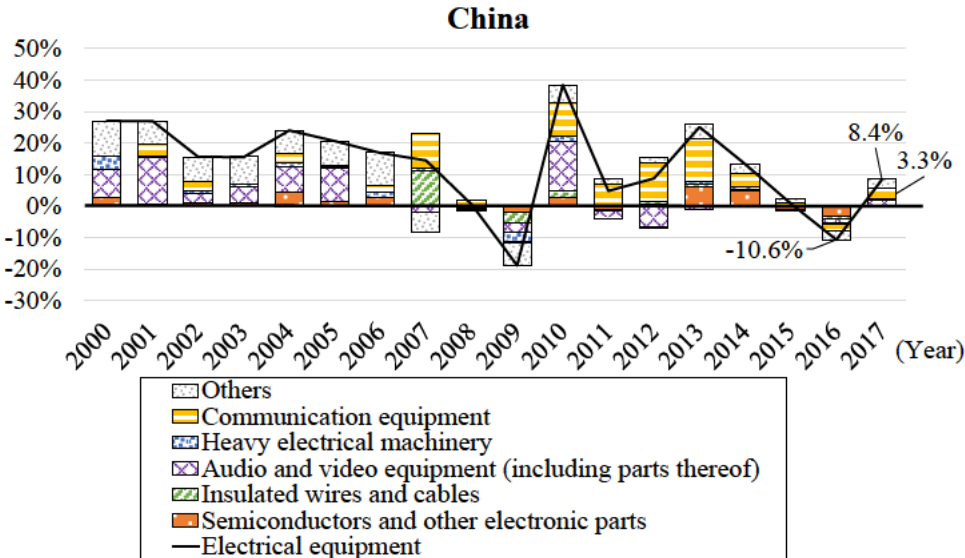 China
50%
40%
30%
20%
10%
0%
-10%
-20%
-30%
8.4%
3.3%
-10.6%
2000 2001 2002 2003 2004 2005 2006 2007 2008 2009 2010 2011 2012 2013 2014 2015 2016 2017 (Year)
Others
Communication equipment
Heavy electrical machinery
Audio and video equipment (including parts thereof)
Insulated wires and cables
Semiconductors and other electronic parts
Electrical equipment